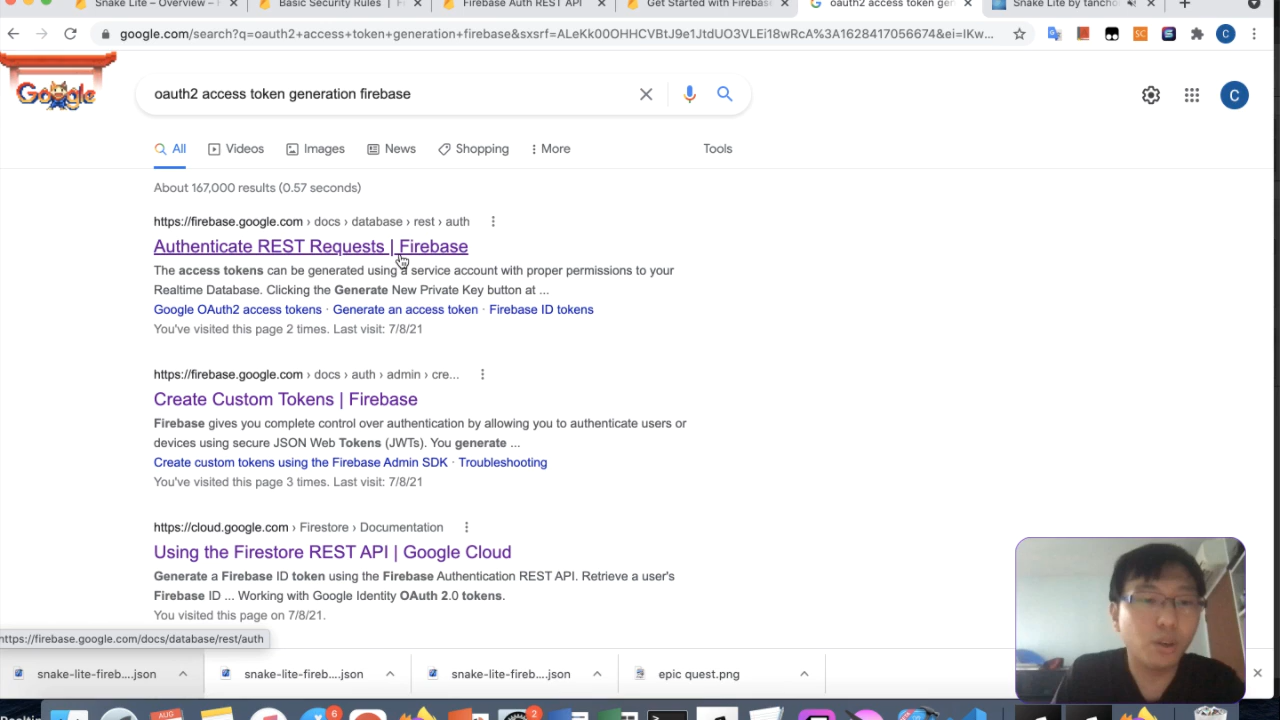 Snake Lite – Overview –
Basic Security Rules |
Firebase Auth REST API
Get Started with Firebas
oauth2 access token gen
Snake Lite by tancho
google.com/search?q=oauth2+access+token+generation+firebase&sxsrf=ALeKk00OHHCVBtJ9e1JtdUO3VLEl18wRcA%3A1628417056674&ei=IKw...
SC
C
Google
oauth2 access token generation firebase
C
All
Videos
Images
News
Shopping
More
Tools
About 167,000 results (0.57 seconds)
https://firebase.google.com › docs › database › rest › auth
Authenticate REST Requests | Firebase
The access tokens can be generated using a service account with proper permissions to your
Realtime Database. Clicking the Generate New Private Key button at ...
Google OAuth2 access tokens · Generate an access token · Firebase ID tokens
You've visited this page 2 times. Last visit: 7/8/21
https://firebase.google.com › docs › auth › admin › cre...
Create Custom Tokens | Firebase
Firebase gives you complete control over authentication by allowing you to authenticate users or
devices using secure JSON Web Tokens (JWTs). You generate ...
Create custom tokens using the Firebase Admin SDK · Troubleshooting
You've visited this page 3 times. Last visit: 7/8/21
https://cloud.google.com › Firestore › Documentation
Using the Firestore REST API | Google Cloud
Generate a Firebase ID token using the Firebase Authentication REST API. Retrieve a user's
Firebase ID ... Working with Google Identity OAuth 2.0 tokens.
You visited this page on 7/8/21.
https://firebase.google.com/docs/database/rest/auth
snake-lite-fireb....json
snake-lite-fireb....json
snake-lite-fireb....json
epic quest.png
AUG
6
2